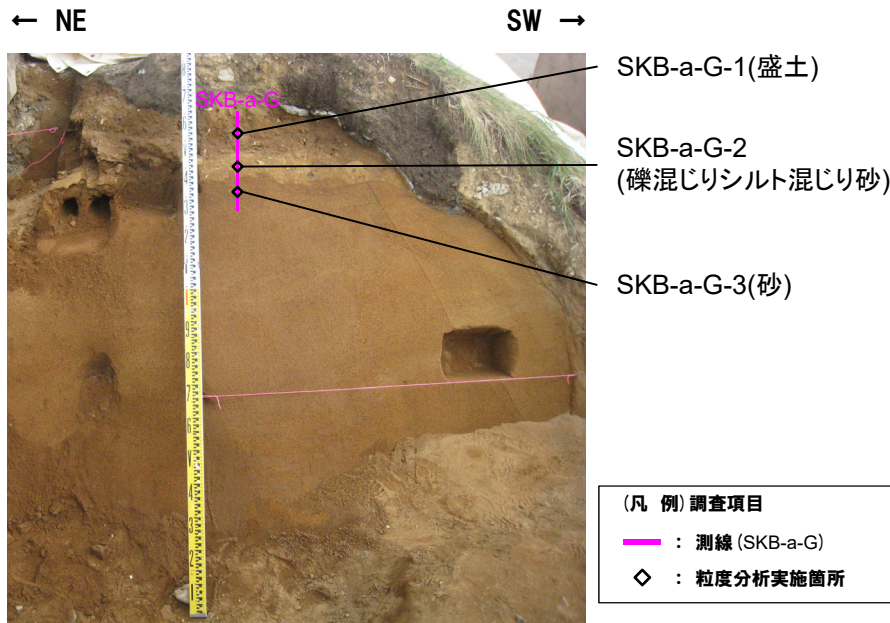 ← NE
SW →
SKB-a-G
SKB-a-G-1(盛土)
SKB-a-G-2
(礫混じりシルト混じり砂)
SKB-a-G-3(砂)
(凡 例) 調査項目
: 測線 (SKB-a-G)
: 粒度分析実施箇所